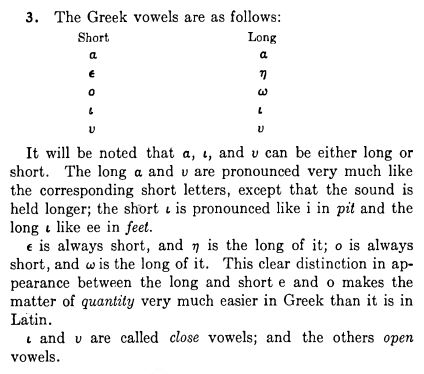 3. The Greek vowels are as follows:
Short Long
α α
ε η
ο ω
ι ι
υ υ
It will be noted that α, ι, and υ can be either long or
short. The long α and υ are pronounced very much like
the corresponding short letters, except that the sound is
held longer; the short ι is pronounced like i in pit and the
long ι like ee in feet.
ε is always short, and η is the long of it; ο is always
short, and ω is the long of it. This clear distinction in ap-
pearance between the long and short e and o makes the
matter of quantity very much easier in Greek than it is in
Latin.
ι and υ are called close vowels; and the others open
vowels.